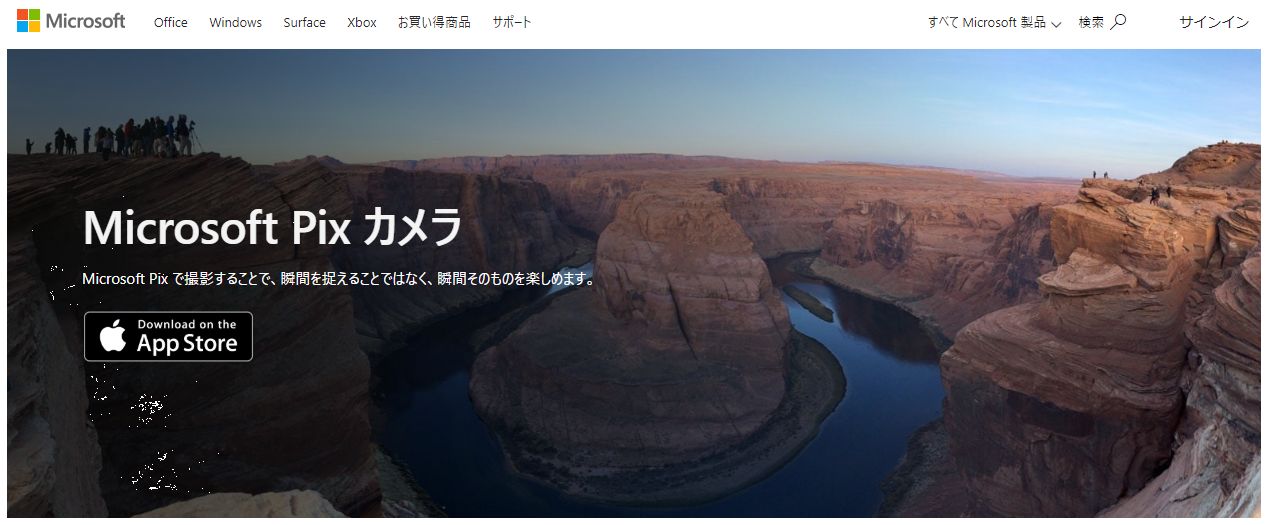 Microsoft Office Windows Surface Xbox お買い得商品 サポート すべて Microsoft 製品 検索 サインイン
Microsoft Pix カメラ
Microsoft Pix で撮影することで、瞬間を捉えることではなく、瞬間そのものを楽しめます。
Download on the
App Store